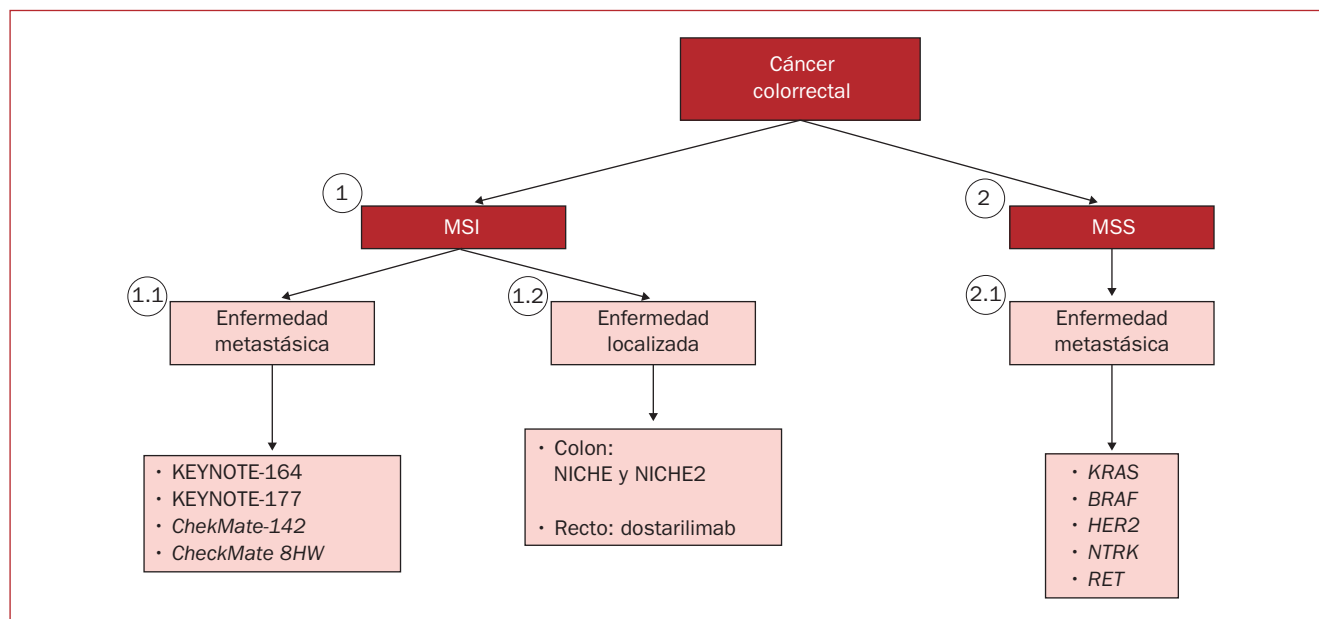 Cáncer
colorrectal
1
MSI
2
MSS
1.1
Enfermedad
metastásica
1.2
Enfermedad
localizada
2.1
Enfermedad
metastásica
· KEYNOTE-164
· KEYNOTE-177
· ChekMate-142
· CheckMate 8HW
· Colon:
NICHE y NICHE2
· Recto: dostarilimab
· KRAS
· BRAF
· HER2
· NTRK
· RET